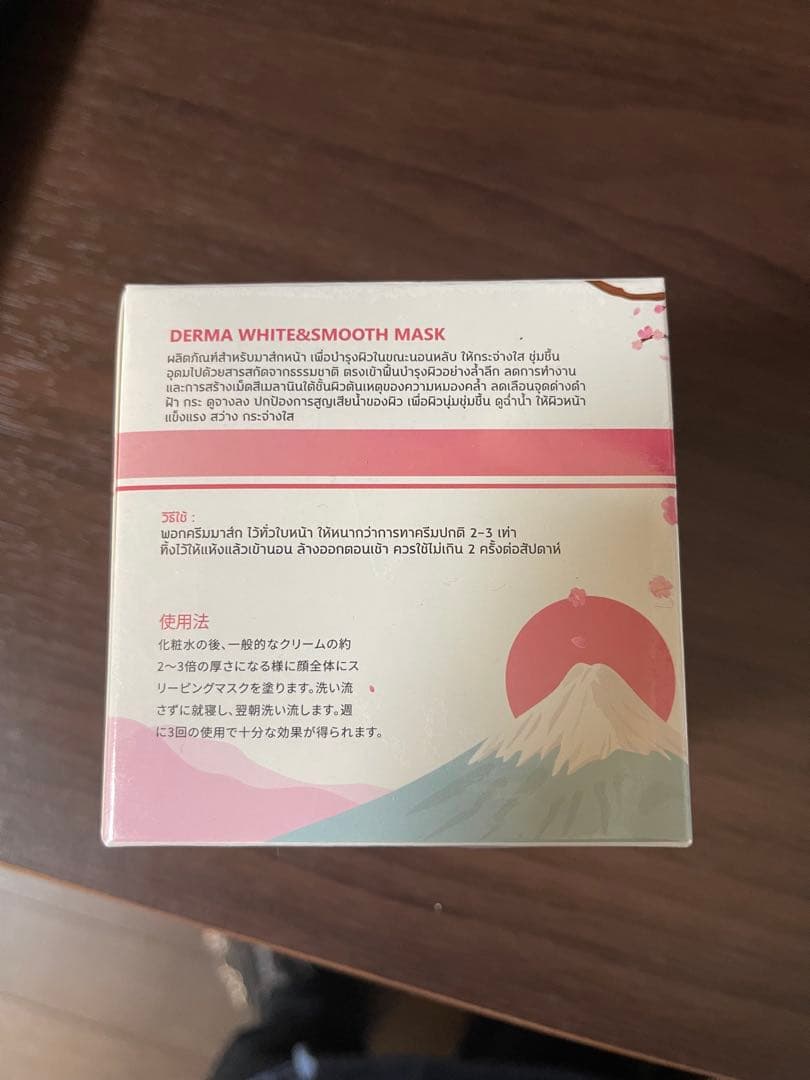 DERMA WHITE&SMOOTH MASK
ผลิตภัณฑ์สำหรับมาส์กหน้า เพื่อบำรุงผิวในขณะนอนหลับ ให้กระจ่างใส ชุ่มชื้น
อุดมไปด้วยสารสกัดจากธรรมชาติ ตรงเข้าฟื้นบำรุงผิวอย่างล้ำลึก ลดการทำงาน
และการสร้างเม็ดสีเมลานินใต้ชั้นผิวต้นเหตุของความหมองคล้ำ ลดเลือนจุดด่างดำ
ฝ้า กระ ดูจางลง ปกป้องการสูญเสียน้ำของผิว เพื่อผิวนุ่มชุ่มชื้น ดูฉ่ำน้ำ ให้ผิวหน้า
แข็งแรง สว่าง กระจ่างใส
วิธีใช้ :
พอกครีมมาส์ก ไว้ทั่วใบหน้า ให้หนากว่าการทาครีมปกติ 2-3 เท่า
ทิ้งไว้ให้แห้งแล้วเข้านอน ล้างออกตอนเช้า ควรใช้ไม่เกิน 2 ครั้งต่อสัปดาห์
使用法
化粧水の後、一般的なクリームの約
2〜3倍の厚さになる様に顔全体にス
リーピングマスクを塗ります。洗い流
さずに就寝し、翌朝洗い流します。週
に3回の使用で十分な効果が得られます。